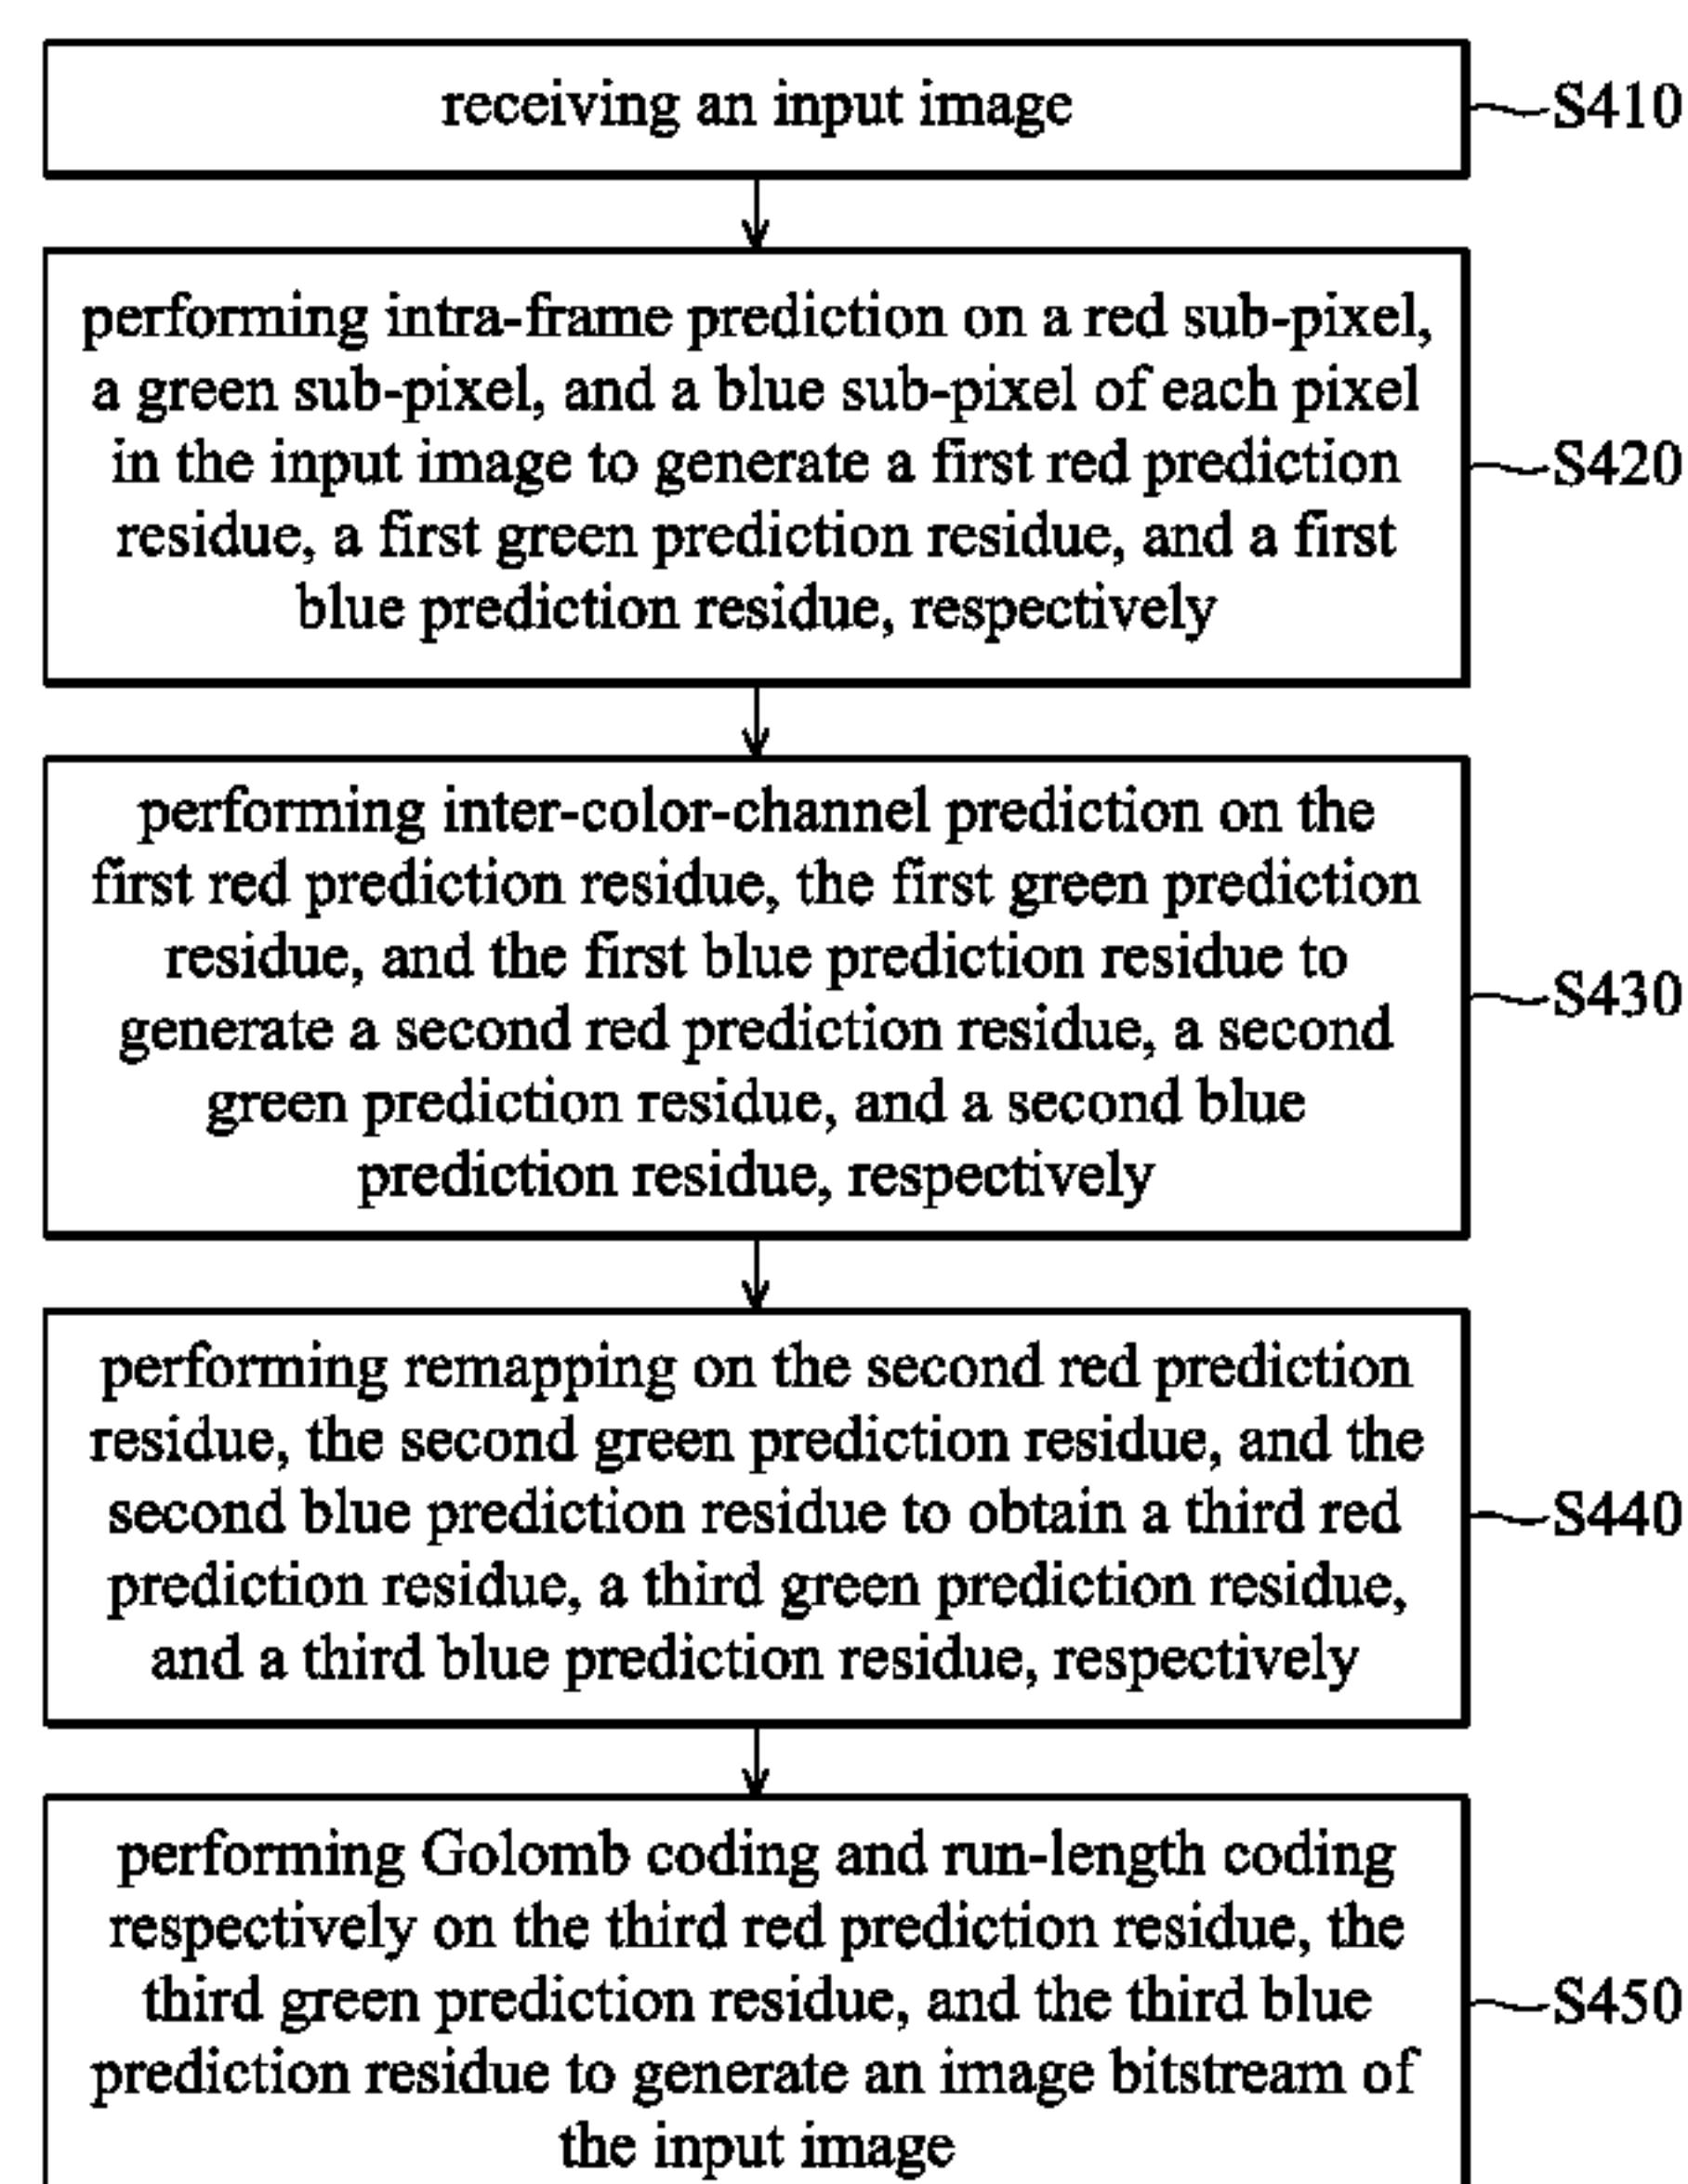 receiving an input image
S410
performing intra-frame prediction on a red sub-pixel,
a green sub-pixel, and a blue sub-pixel of each pixel
in the input image to generate a first red prediction
residue, a first green prediction residue, and a first
blue prediction residue, respectively
S420
performing inter-color-channel prediction on the
first red prediction residue, the first green prediction
residue, and the first blue prediction residue to
generate a second red prediction residue, a second
green prediction residue, and a second blue
prediction residue, respectively
S430
performing remapping on the second red prediction
residue, the second green prediction residue, and the
second blue prediction residue to obtain a third red
prediction residue, a third green prediction residue,
and a third blue prediction residue, respectively
S440
performing Golomb coding and run-length coding
respectively on the third red prediction residue, the
third green prediction residue, and the third blue
prediction residue to generate an image bitstream of
the input image
S450